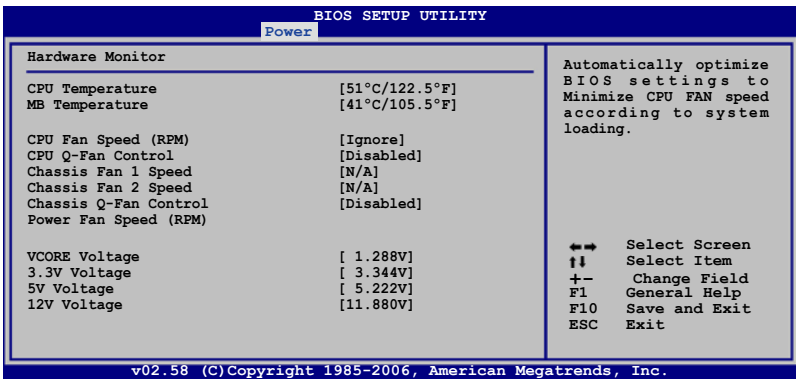 BIOS SETUP UTILITY
Power
Hardware Monitor
CPU Temperature [51°C/122.5°F]
MB Temperature [41°C/105.5°F]
CPU Fan Speed (RPM) [Ignore]
CPU Q-Fan Control [Disabled]
Chassis Fan 1 Speed [N/A]
Chassis Fan 2 Speed [N/A]
Chassis Q-Fan Control [Disabled]
Power Fan Speed (RPM)
VCORE Voltage [ 1.288V]
3.3V Voltage [ 3.344V]
5V Voltage [ 5.222V]
12V Voltage [11.880V]
Automatically optimize
BIOS settings to
Minimize CPU FAN speed
according to system
loading.
←→ Select Screen
↑↓ Select Item
+- Change Field
F1 General Help
F10 Save and Exit
ESC Exit
v02.58 (C)Copyright 1985-2006, American Megatrends, Inc.